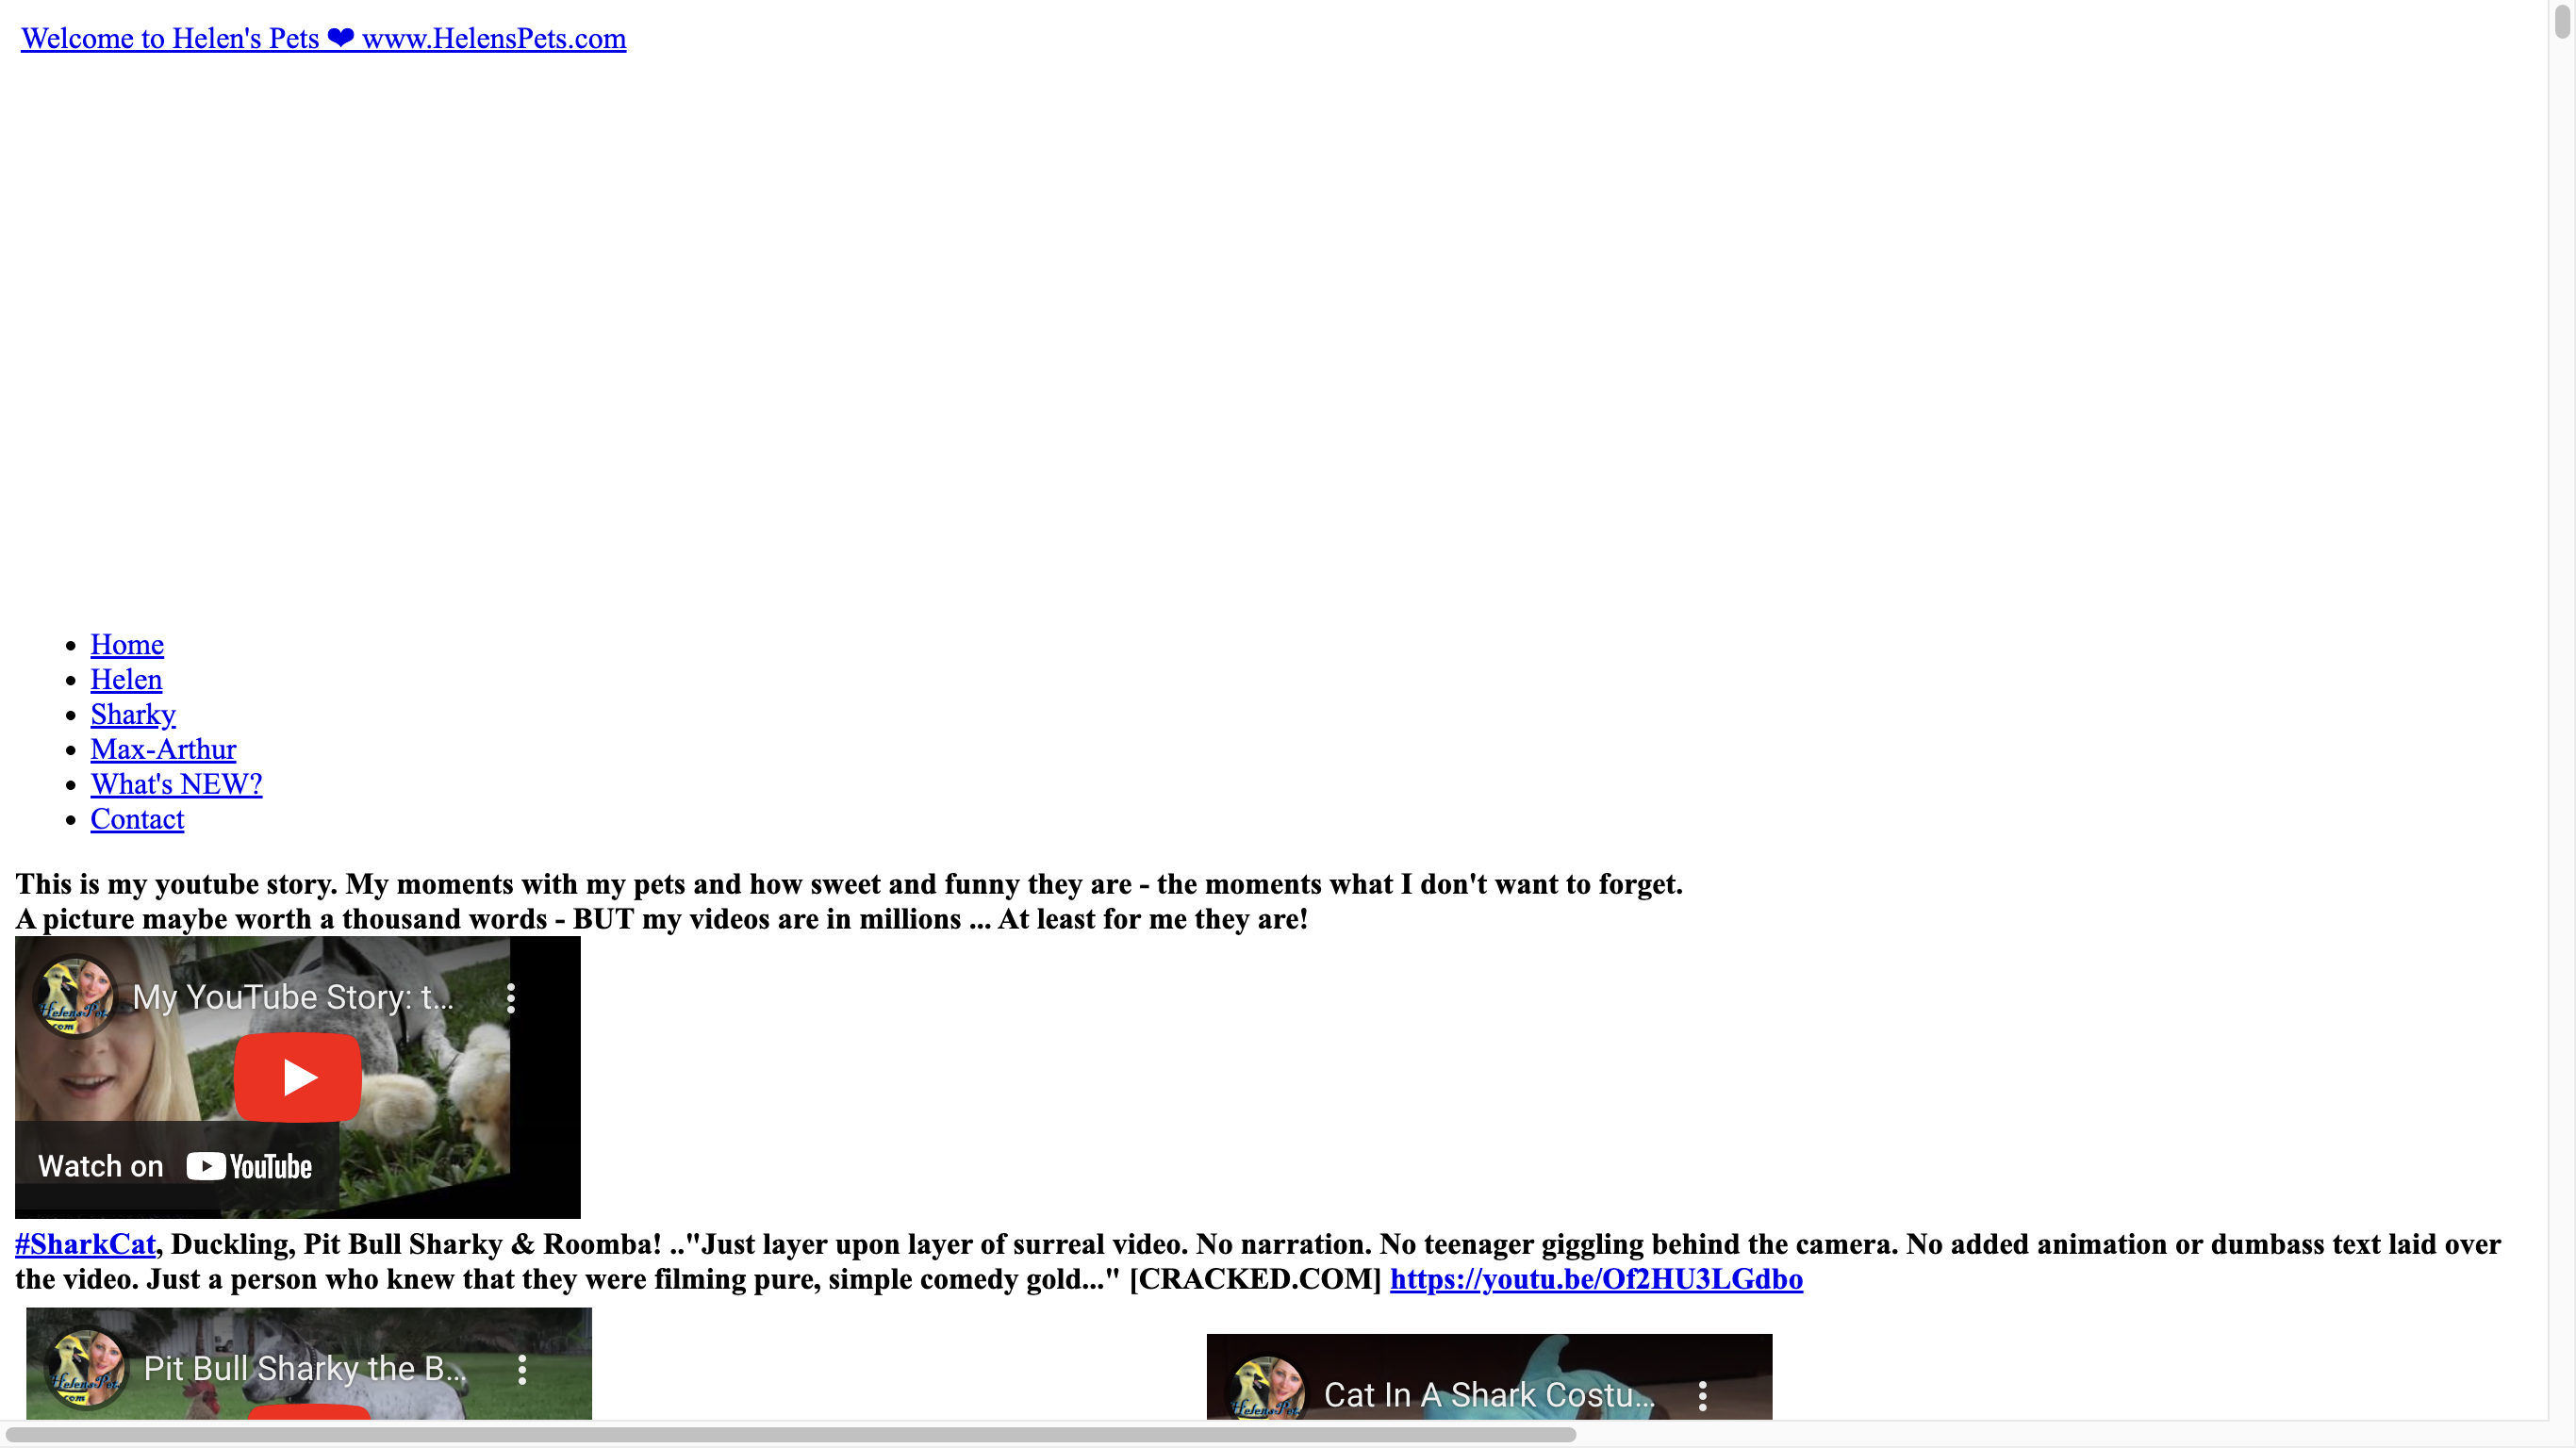 Welcome to Helen's Pets ❤ www.HelensPets.com
Home
Helen
Sharky
Max-Arthur
What's NEW?
Contact
This is my youtube story. My moments with my pets and how sweet and funny they are - the moments what I don't want to forget.
A picture maybe worth a thousand words - BUT my videos are in millions ... At least for me they are!
My YouTube Story: t...
HelensPets
.com
Watch on YouTube
#SharkCat, Duckling, Pit Bull Sharky & Roomba! .."Just layer upon layer of surreal video. No narration. No teenager giggling behind the camera. No added animation or dumbass text laid over
the video. Just a person who knew that they were filming pure, simple comedy gold..." [CRACKED.COM] https://youtu.be/Of2HU3LGdbo
Pit Bull Sharky the B...
HelensPets
.com
Cat In A Shark Costu...
HelensPets